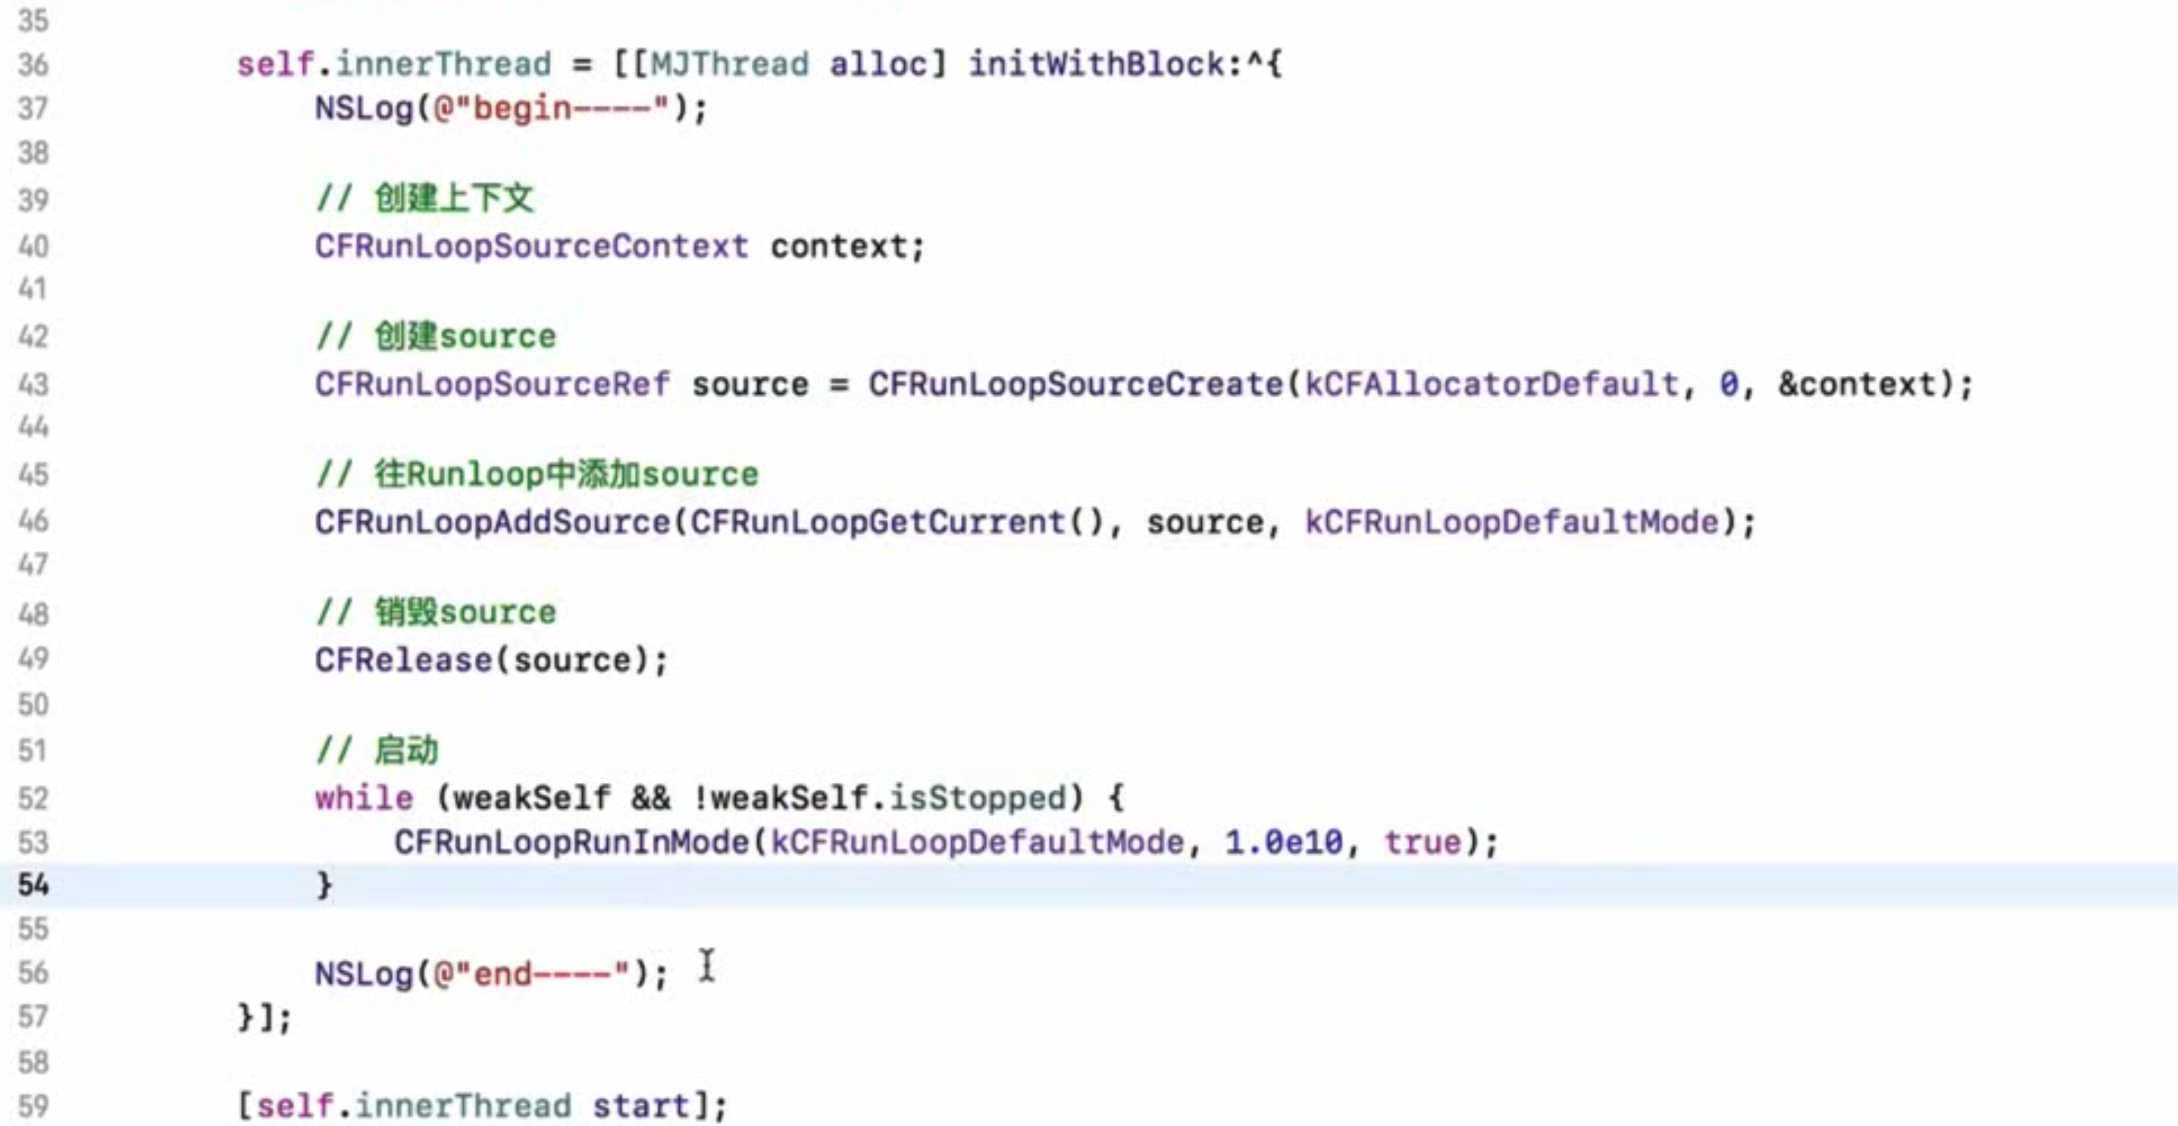 35
36 self.innerThread = [[MJThread alloc] initWithBlock:^{
37 NSLog(@"begin----");
38
39 // 创建上下文
40 CFRunLoopSourceContext context;
41
42 // 创建source
43 CFRunLoopSourceRef source = CFRunLoopSourceCreate(kCFAllocatorDefault, 0, &context);
44
45 // 往Runloop中添加source
46 CFRunLoopAddSource(CFRunLoopGetCurrent(), source, kCFRunLoopDefaultMode);
47
48 // 销毁source
49 CFRelease(source);
50
51 // 启动
52 while (weakSelf && !weakSelf.isStopped) {
53 CFRunLoopRunInMode(kCFRunLoopDefaultMode, 1.0e10, true);
54 }
55
56 NSLog(@"end----");
57 }];
58
59 [self.innerThread start];